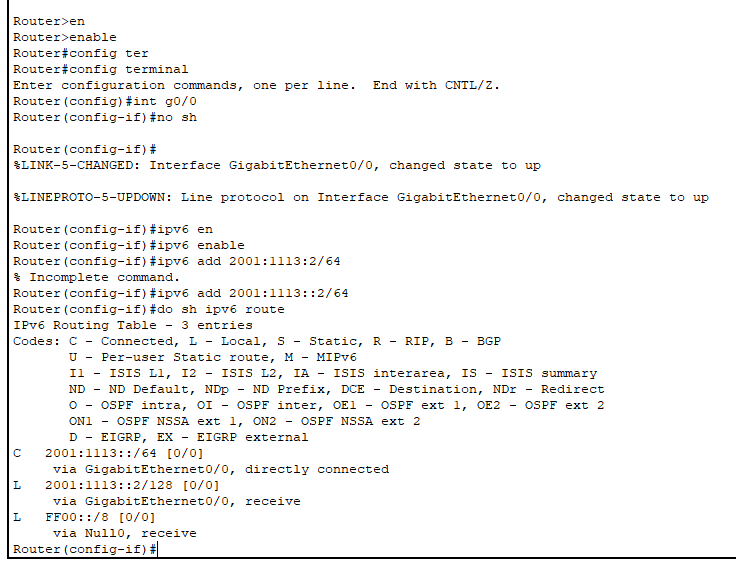 Router>en
Router>enable
Router#config ter
Router#config terminal
Enter configuration commands, one per line.  End with CNTL/Z.
Router(config)#int g0/0
Router(config-if)#no sh
Router(config-if)#
%LINK-5-CHANGED: Interface GigabitEthernet0/0, changed state to up
%LINEPROTO-5-UPDOWN: Line protocol on Interface GigabitEthernet0/0, changed state to up
Router(config-if)#ipv6 en
Router(config-if)#ipv6 enable
Router(config-if)#ipv6 add 2001:1113:2/64
% Incomplete command.
Router(config-if)#ipv6 add 2001:1113::2/64
Router(config-if)#do sh ipv6 route
IPv6 Routing Table - 3 entries
Codes: C - Connected, L - Local, S - Static, R - RIP, B - BGP
       U - Per-user Static route, M - MIPv6
       I1 - ISIS L1, I2 - ISIS L2, IA - ISIS interarea, IS - ISIS summary
       ND - ND Default, NDp - ND Prefix, DCE - Destination, NDr - Redirect
       O - OSPF intra, OI - OSPF inter, OE1 - OSPF ext 1, OE2 - OSPF ext 2
       ON1 - OSPF NSSA ext 1, ON2 - OSPF NSSA ext 2
       D - EIGRP, EX - EIGRP external
C   2001:1113::/64 [0/0]
     via GigabitEthernet0/0, directly connected
L   2001:1113::2/128 [0/0]
     via GigabitEthernet0/0, receive
L   FF00::/8 [0/0]
     via Null0, receive
Router(config-if)#